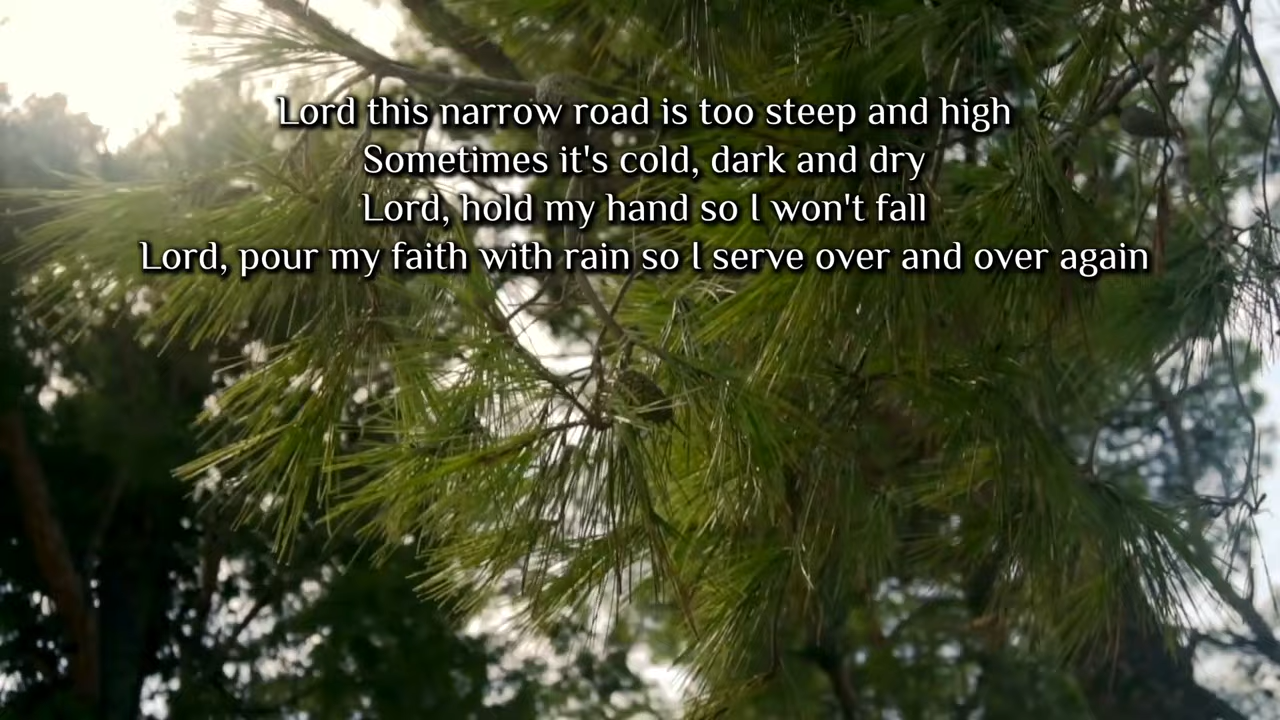 Lord this narrow road is too steep and high
Sometimes it's cold, dark and dry
Lord, hold my hand so I won't fall
Lord, pour my faith with rain so I serve over and over again